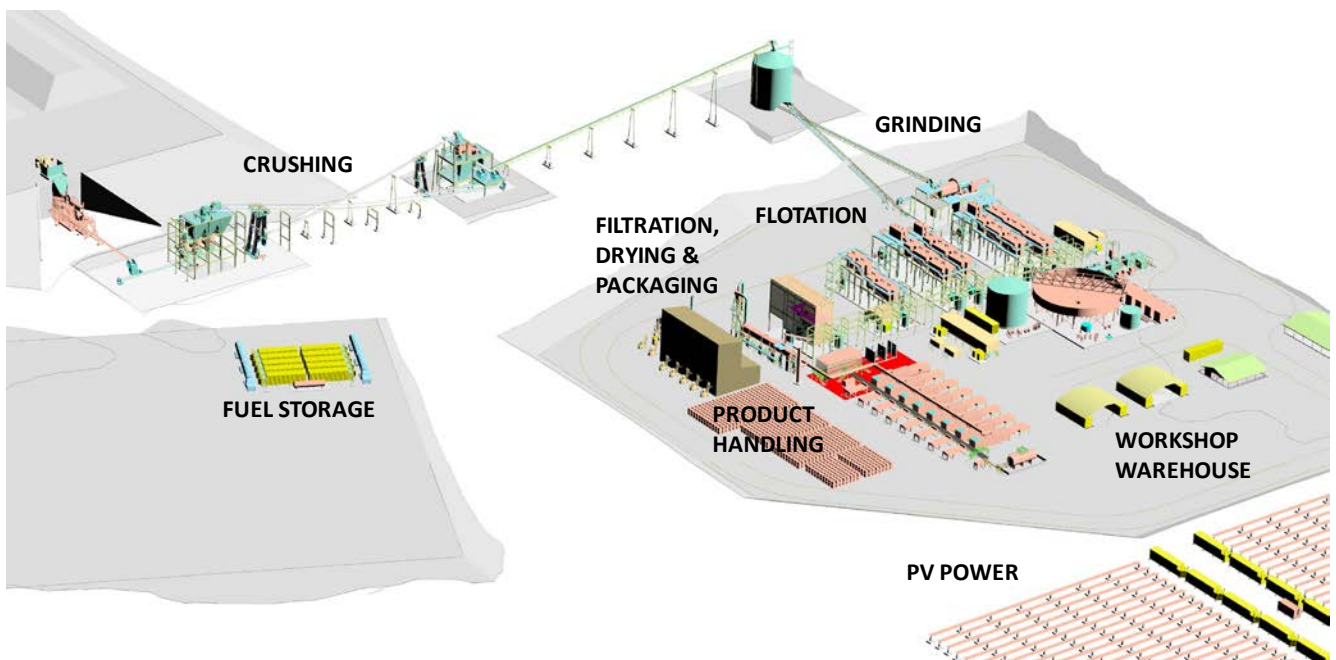 GRINDING
CRUSHING
FLOTATION
FILTRATION,
DRYING &
PACKAGING
FUEL STORAGE
PRODUCT
HANDLING
WORKSHOP
WAREHOUSE
PV POWER